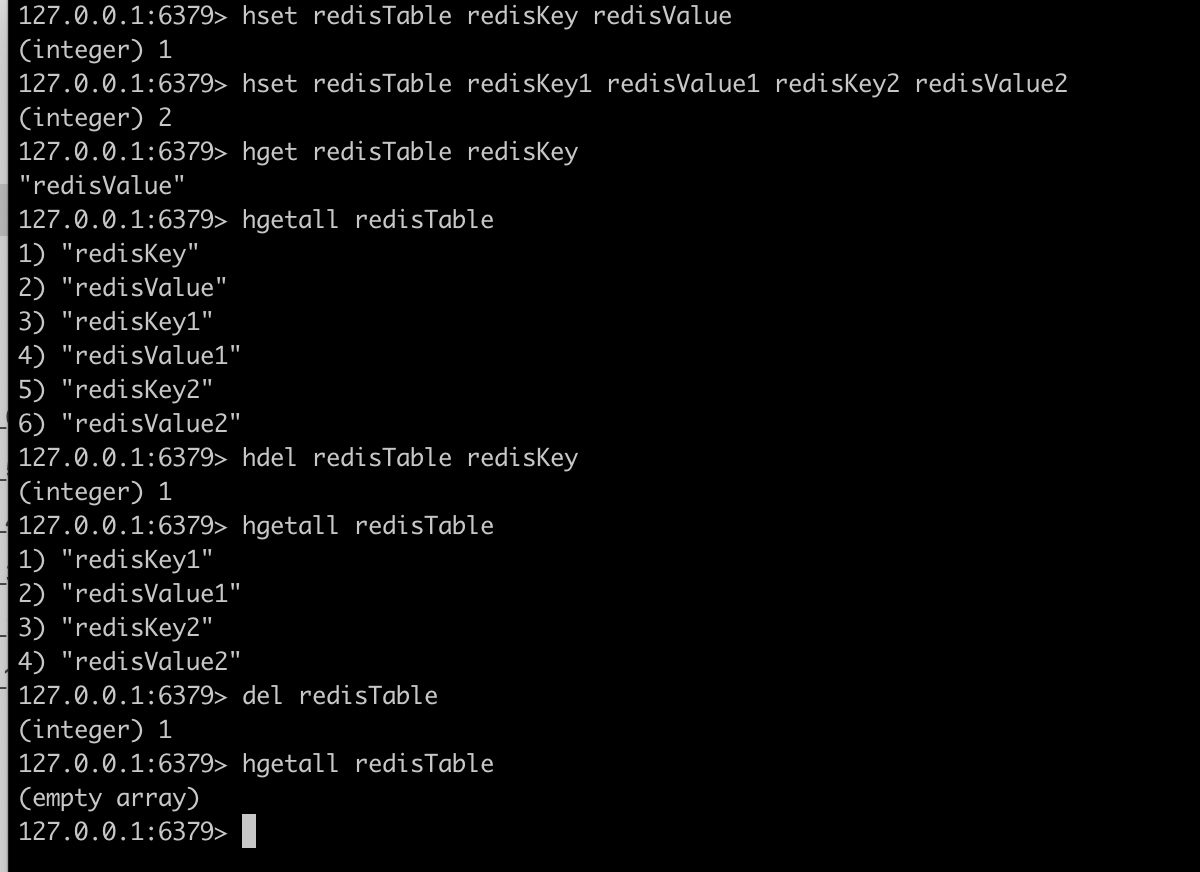 127.0.0.1:6379> hset redisTable redisKey redisValue
(integer) 1
127.0.0.1:6379> hset redisTable redisKey1 redisValue1 redisKey2 redisValue2
(integer) 2
127.0.0.1:6379> hget redisTable redisKey
"redisValue"
127.0.0.1:6379> hgetall redisTable
1) "redisKey"
2) "redisValue"
3) "redisKey1"
4) "redisValue1"
5) "redisKey2"
6) "redisValue2"
127.0.0.1:6379> hdel redisTable redisKey
(integer) 1
127.0.0.1:6379> hgetall redisTable
1) "redisKey1"
2) "redisValue1"
3) "redisKey2"
4) "redisValue2"
127.0.0.1:6379> del redisTable
(integer) 1
127.0.0.1:6379> hgetall redisTable
(empty array)
127.0.0.1:6379>